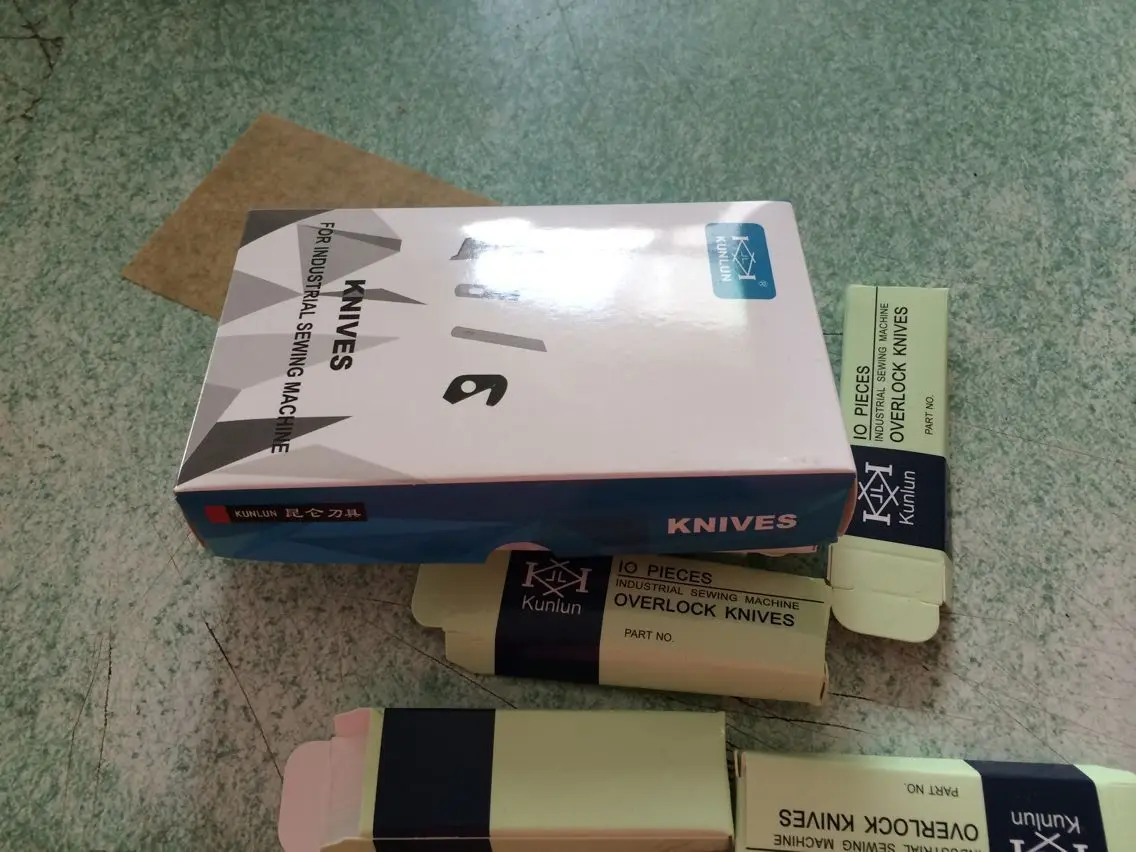 KUNLUN
®
KNIVES
FOR INDUSTRIAL SEWING MACHINE
KUNLUN 昆仑刀具
KNIVES
10 PIECES
INDUSTRIAL SEWING MACHINE
OVERLOCK KNIVES
PART NO.
Kunlun
Kunlun
10 PIECES
INDUSTRIAL SEWING MACHINE
OVERLOCK KNIVES
PART NO.
Kunlun
INDUSTRIAL SEWING MACHINE
OVERLOCK KNIVES
PART NO.